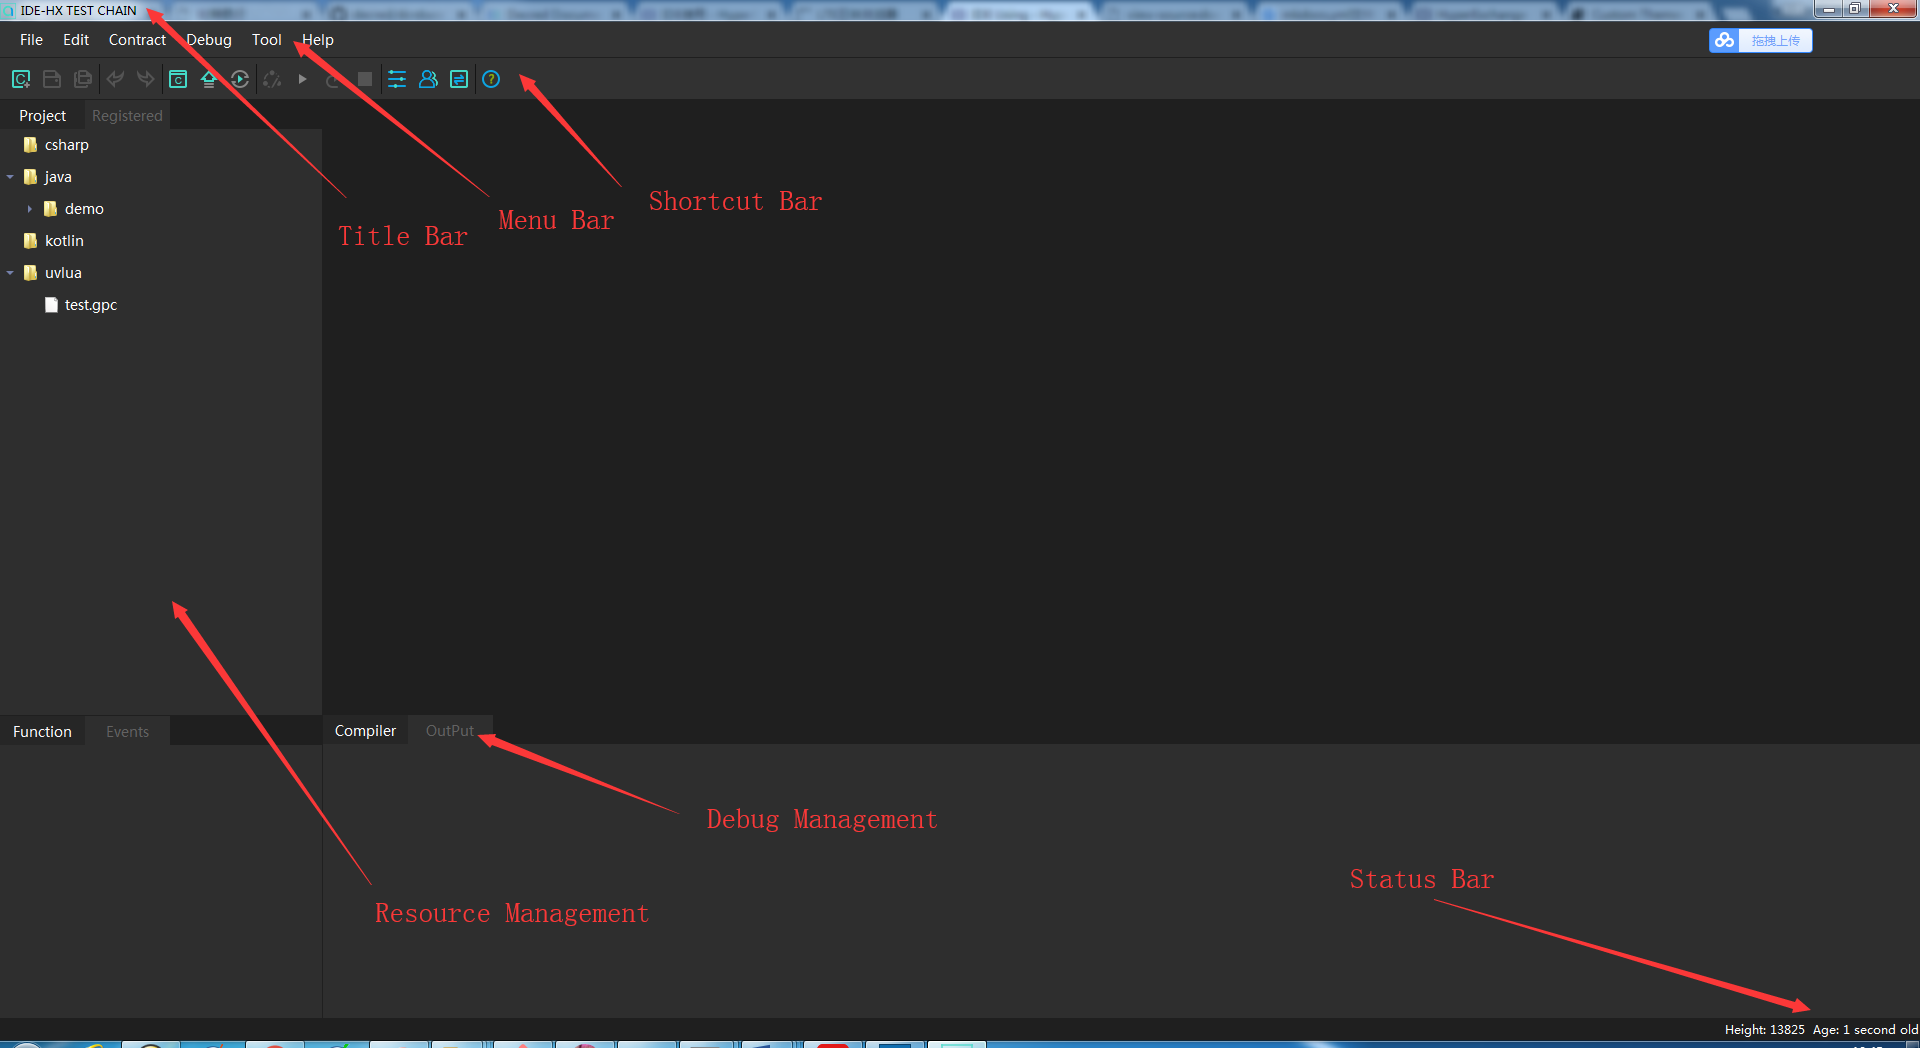 IDE-HX TEST CHAIN
File Edit Contract Debug Tool Help
拖拽上传
Project Registered
csharp
java
demo
kotlin
uvlua
test.gpc
Title Bar
Menu Bar
Shortcut Bar
Function Events
Compiler OutPut
Debug Management
Resource Management
Status Bar
Height: 13825 Age: 1 second old